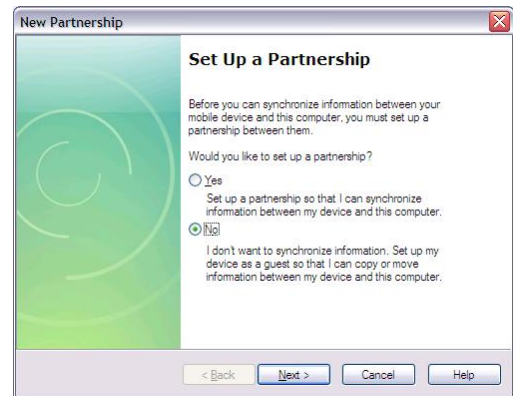 New Partnership
Set Up a Partnership
Before you can synchronize information between your
mobile device and this computer, you must set up a
partnership between them.
Would you like to set up a partnership?
Yes
Set up a partnership so that I can synchronize
information between my device and this computer.
No
I don't want to synchronize information. Set up my
device as a guest so that I can copy or move
information between my device and this computer.
< Back
Next >
Cancel
Help